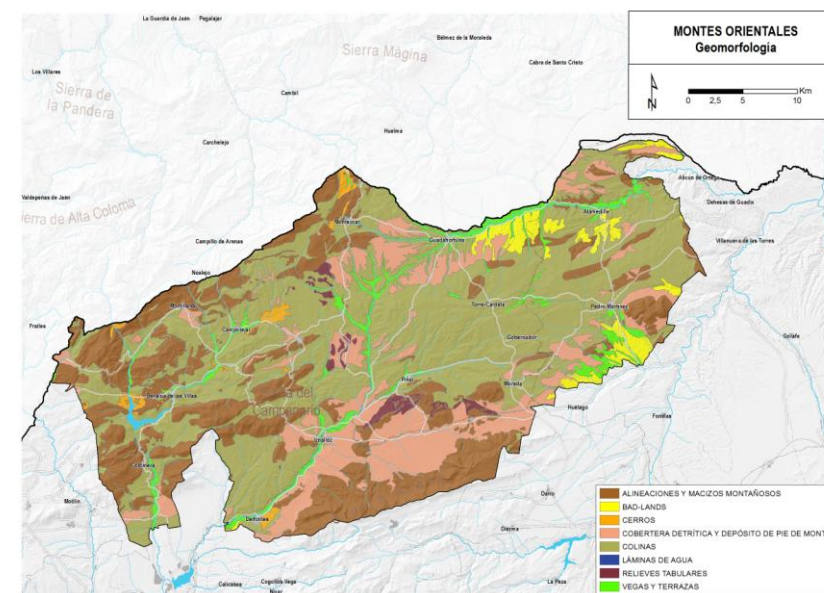 MONTES ORIENTALES
Geomorfología
N
0 2,5 5 10 Km
La Guardia de Jaén
Pegalajar
Bélmez de la Moraleda
Sierra Mágina
Cabra de Santo Cristo
Los Villares
Sierra de
la Pandera
Cambil
Huelma
Carchelejo
Alicún de Ortega
Dehesas de Guadix
Valdepeñas de Jaén
Sierra de Alta Coloma
Montejícar
Alamedilla
Villanueva de las Torres
Campillo de Arenas
Guadahortuna
Noalejo
Torre-Cardela
Pedro Martínez
Frailes
Campotéjar
Gobernador
Gorafe
Píñar
Morelábor
Benalúa de las Villas
Campanario
Huélago
Fonelas
Iznalloz
Colomera
Moclín
Deifontes
Darro
Diezma
Calicasas
Cogollos-Vega
La Peza
ALINEACIONES Y MACIZOS MONTAÑOSOS
BAD-LANDS
CERROS
COBERTERA DETRÍTICA Y DEPÓSITO DE PIE DE MONT
COLINAS
LÁMINAS DE AGUA
RELIEVES TABULARES
VEGAS Y TERRAZAS